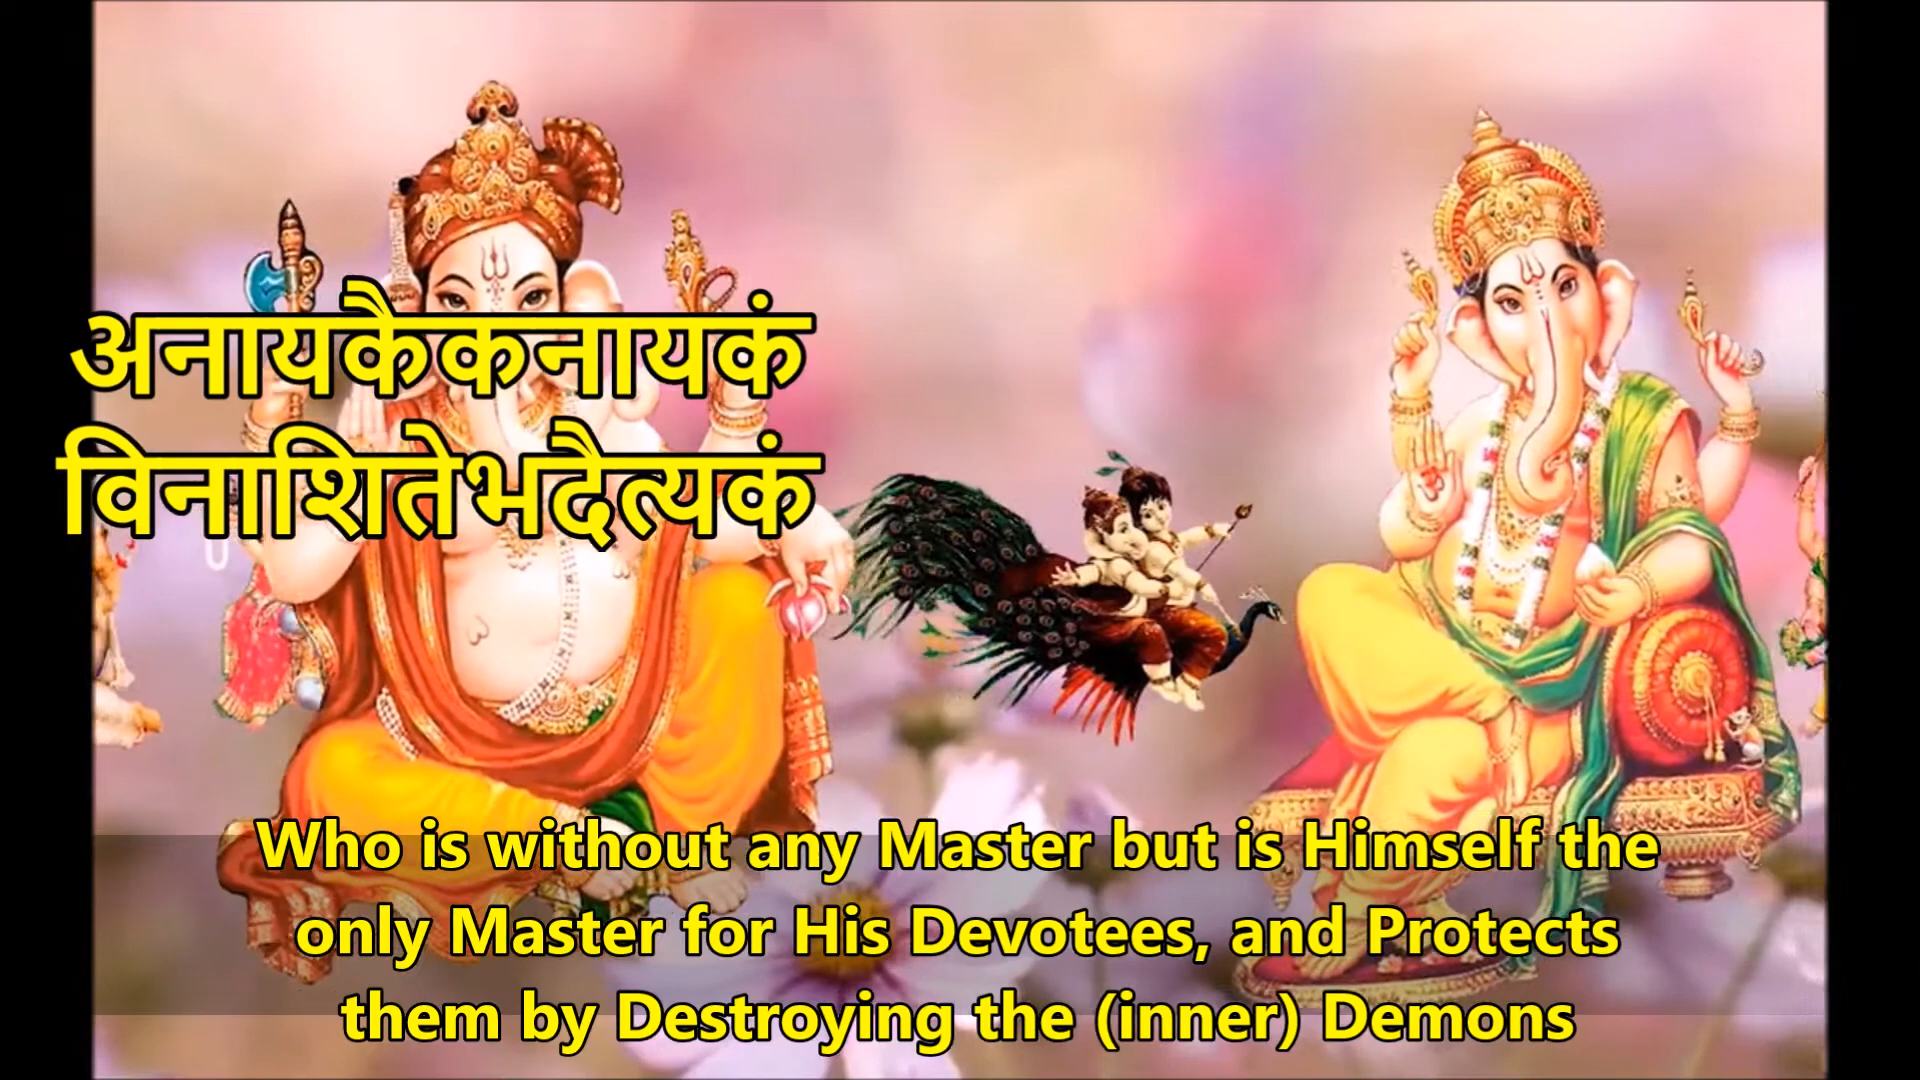 अनायकैकनायकं
विनाशितेभदैत्यकं
Who is without any Master but is Himself the
only Master for His Devotees, and Protects
them by Destroying the (inner) Demons